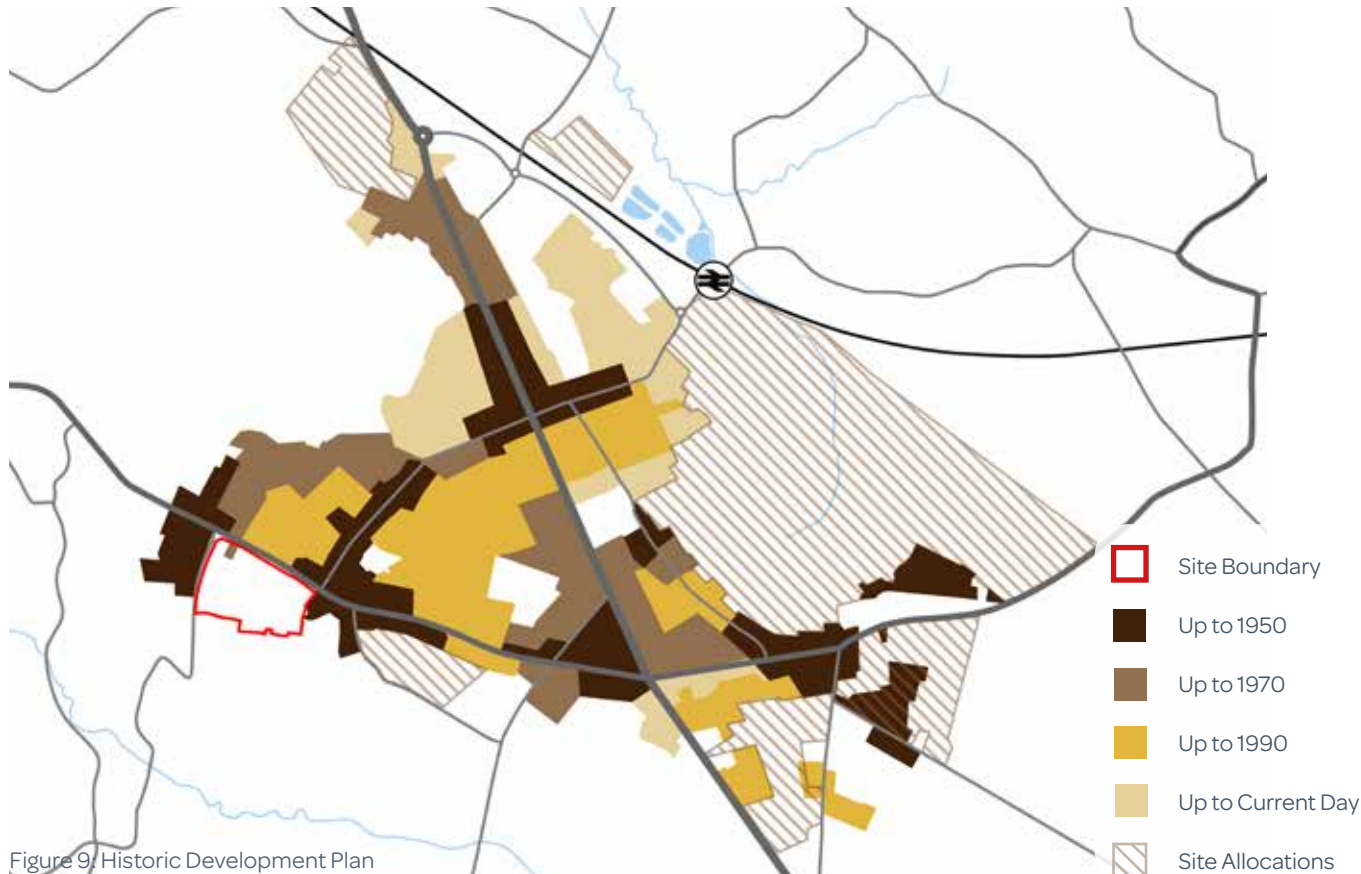 Site Boundary
Up to 1950
Up to 1970
Up to 1990
Up to Current Day
Site Allocations
Figure 9: Historic Development Plan